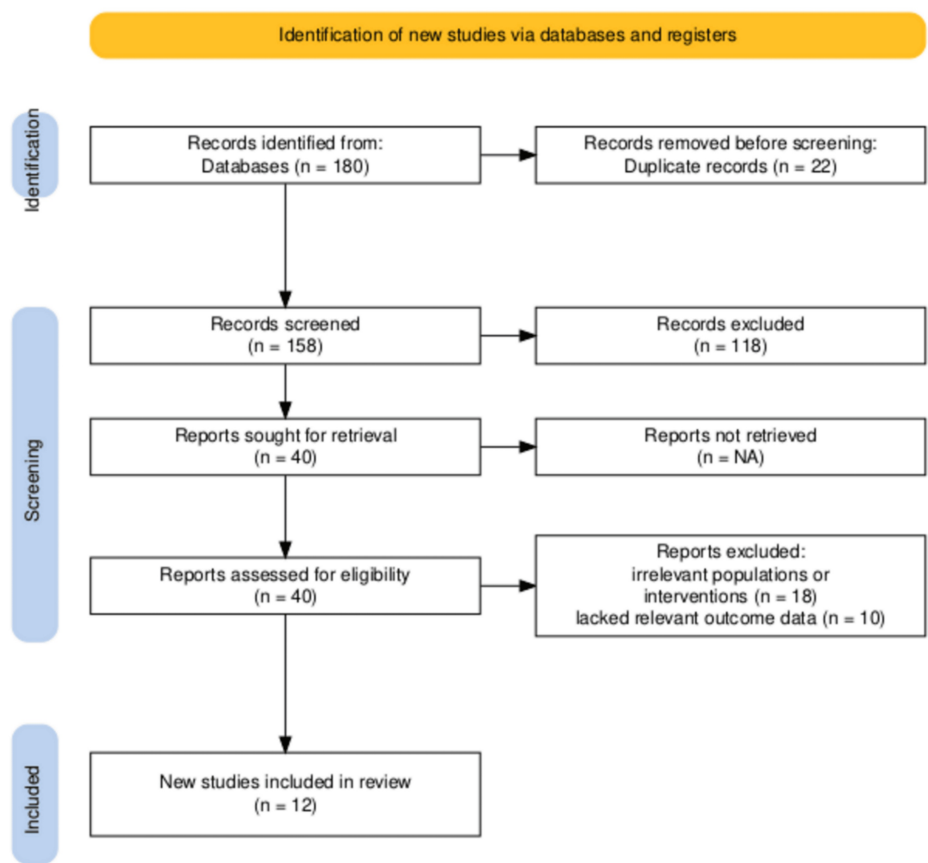 Identification of new studies via databases and registers
Identification
Records identified from:
Databases (n = 180)
Records removed before screening:
Duplicate records (n = 22)
Screening
Records screened
(n = 158)
Records excluded
(n = 118)
Reports sought for retrieval
(n = 40)
Reports not retrieved
(n = NA)
Reports assessed for eligibility
(n = 40)
Reports excluded:
irrelevant populations or
interventions (n = 18)
lacked relevant outcome data (n = 10)
Included
New studies included in review
(n = 12)